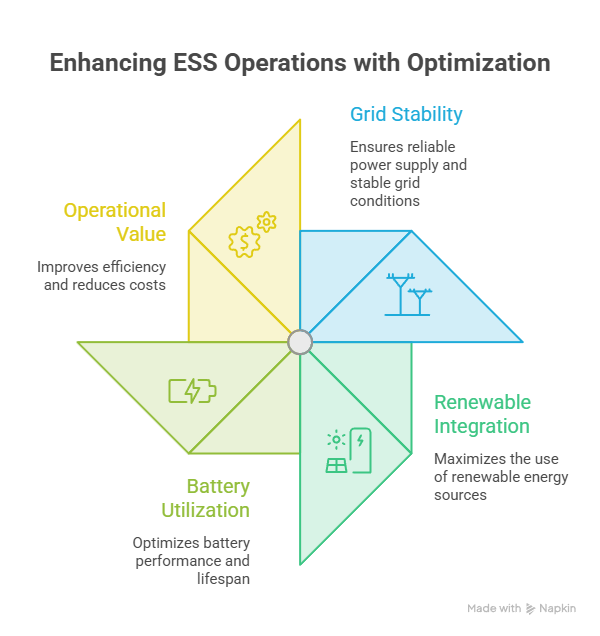 Enhancing ESS Operations with Optimization
Grid Stability
Ensures reliable
power supply and
stable grid
conditions
Operational
Value
Improves efficiency
and reduces costs
$
Renewable
Integration
Maximizes the use
of renewable energy
sources
Battery
Utilization
Optimizes battery
performance and
lifespan
Made with Napkin